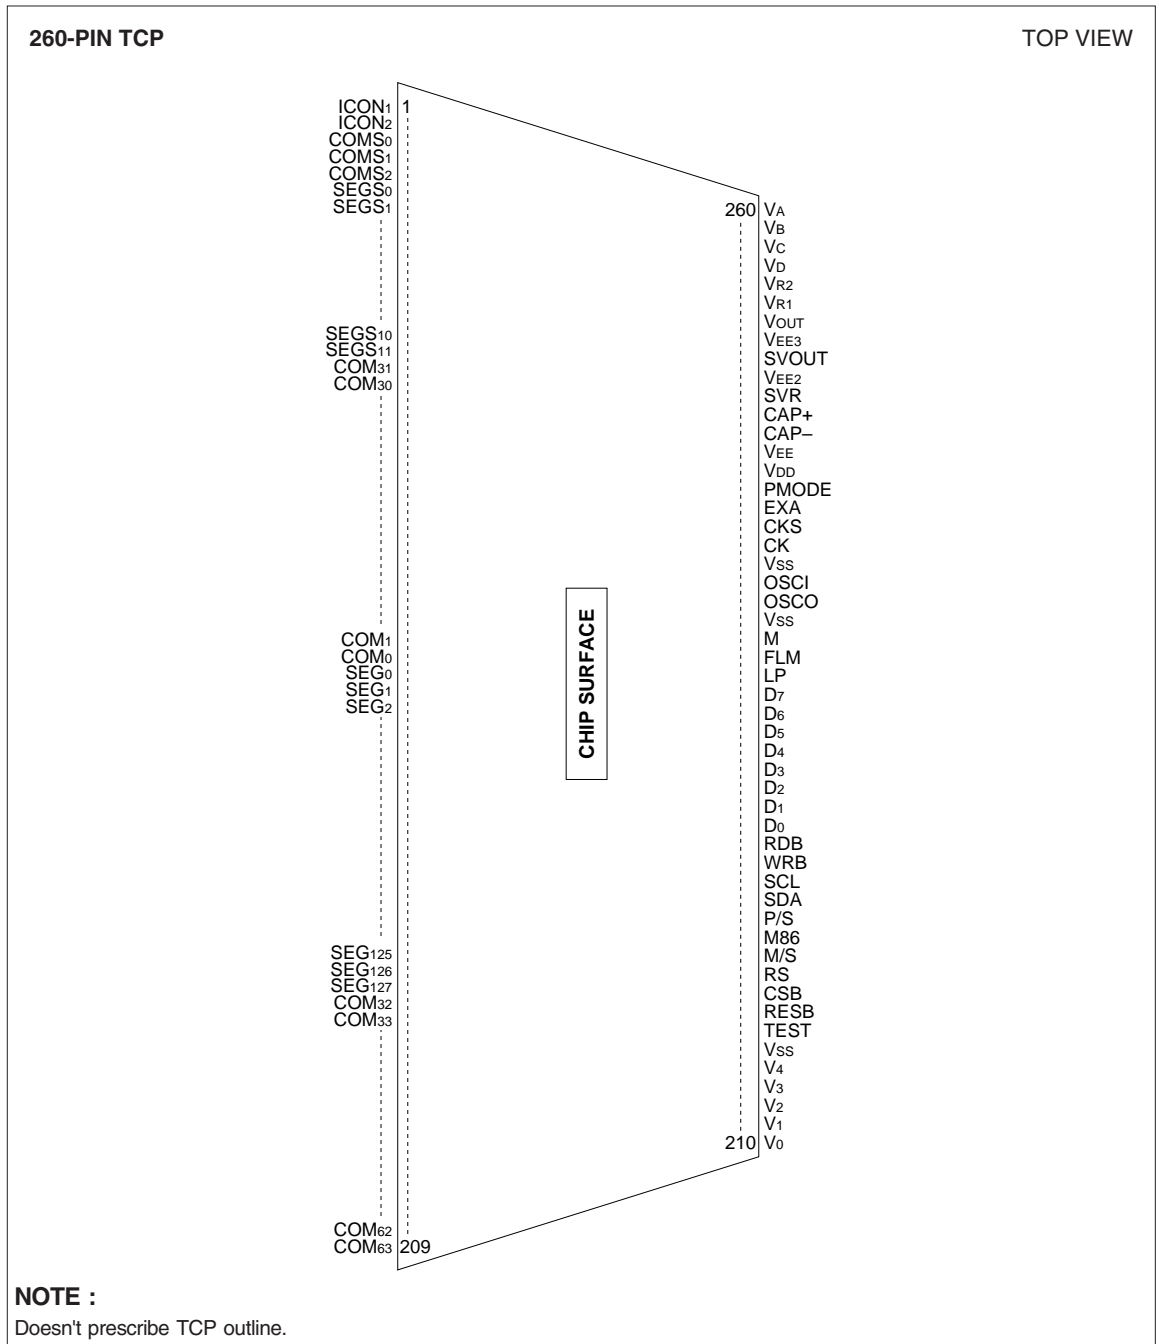 260-PIN TCP
TOP VIEW
ICON1 1
ICON2
COMS0
COMS1
COMS2
SEGS0
SEGS1
SEGS10
SEGS11
COM31
COM30
COM1
COM0
SEG0
SEG1
SEG2
SEG125
SEG126
SEG127
COM32
COM33
COM62
COM63 209
CHIP SURFACE
260 VA
VB
VC
VD
VR2
VR1
VOUT
VEE3
SVOUT
VEE2
SVR
CAP+
CAP–
VEE
VDD
PMODE
EXA
CKS
CK
VSS
OSCI
OSCO
VSS
M
FLM
LP
D7
D6
D5
D4
D3
D2
D1
D0
RDB
WRB
SCL
SDA
P/S
M86
M/S
RS
CSB
RESB
TEST
VSS
V4
V3
V2
V1
210 V0
NOTE :
Doesn't prescribe TCP outline.